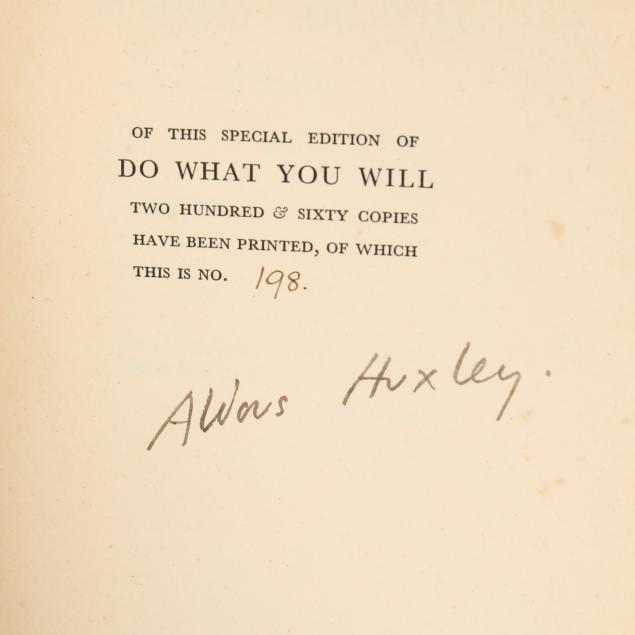 OF THIS SPECIAL EDITION OF
DO WHAT YOU WILL
TWO HUNDRED & SIXTY COPIES
HAVE BEEN PRINTED, OF WHICH
THIS IS NO. 198.
Aldous Huxley.